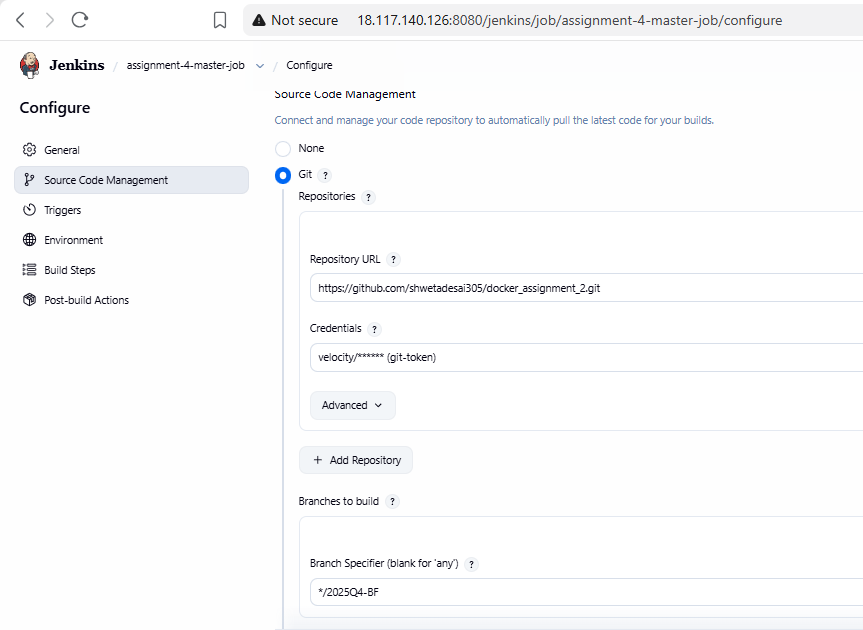 Not secure 18.117.140.126:8080/jenkins/job/assignment-4-master-job/configure
Jenkins / assignment-4-master-job / Configure
Configure
General
Source Code Management
Triggers
Environment
Build Steps
Post-build Actions
Source Code Management
Connect and manage your code repository to automatically pull the latest code for your builds.
None
Git ?
Repositories ?
Repository URL ?
https://github.com/shwetadesai305/docker_assignment_2.git
Credentials ?
velocity/****** (git-token)
Advanced
+ Add Repository
Branches to build ?
Branch Specifier (blank for 'any') ?
*/2025Q4-BF